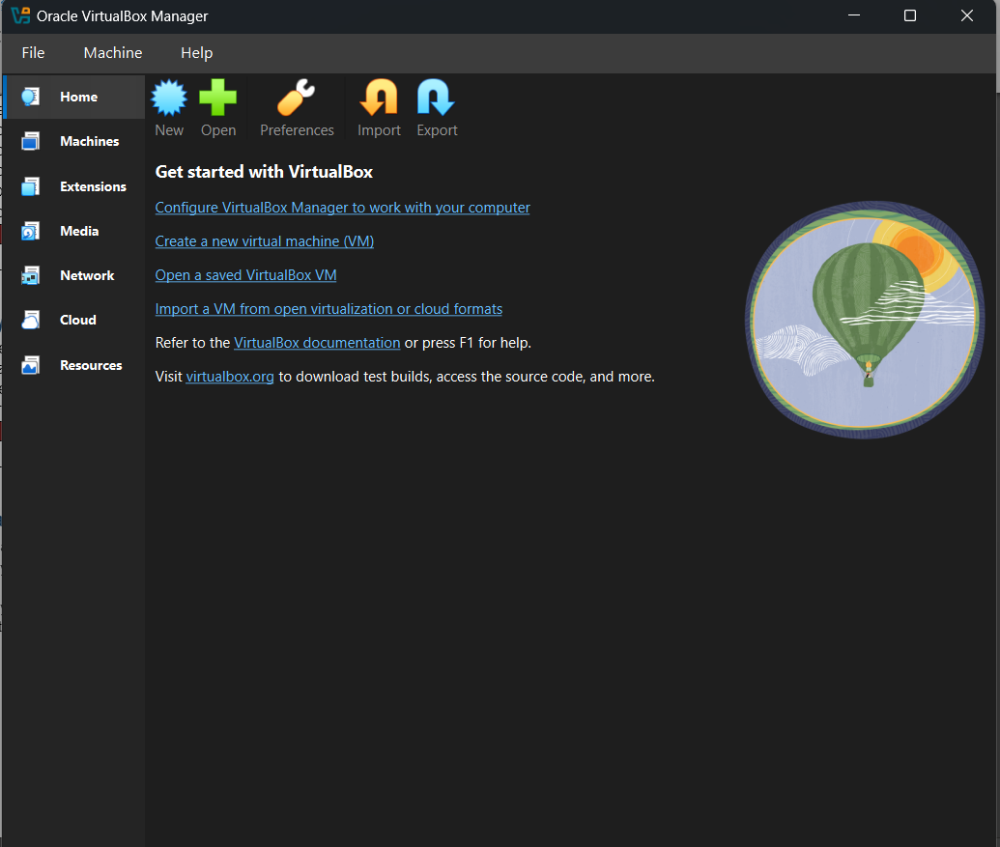 Oracle VirtualBox Manager
File Machine Help
Home
Machines
Extensions
Media
Network
Cloud
Resources
New Open Preferences Import Export
Get started with VirtualBox
Configure VirtualBox Manager to work with your computer
Create a new virtual machine (VM)
Open a saved VirtualBox VM
Import a VM from open virtualization or cloud formats
Refer to the VirtualBox documentation or press F1 for help.
Visit virtualbox.org to download test builds, access the source code, and more.